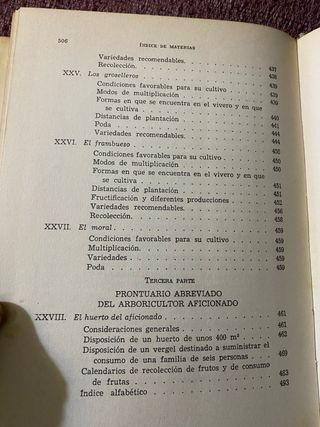 506 ÍNDICE DE MATERIAS
Variedades recomendables. 437
Recolección. 438
XXV. Los groselleros 439
Condiciones favorables para su cultivo 439
Modos de multiplicación 439
Formas en que se encuentra en el vivero y en que
se cultiva 440
Distancias de plantación 441
Poda 444
Variedades recomendables. 444
XXVI. El frambueso 450
Condiciones favorables para su cultivo 450
Modos de multiplicación 450
Formas en que se encuentra en el vivero y en que
se cultiva. 451
Distancias de plantación 451
Fructificación y diferentes producciones 452
Variedades recomendables. 456
Recolección. 458
XXVII. El moral 459
Condiciones favorables para su cultivo 459
Multiplicación. 459
Variedades 459
Poda 459
TERCERA PARTE
PRONTUARIO ABREVIADO
DEL ARBORICULTOR AFICIONADO
XXVIII. El huerto del aficionado 461
Consideraciones generales 461
Disposición de un huerto de unos 400 m² 462
Disposición de un vergel destinado a suministrar el
consumo de una familia de seis personas 469
Calendarios de recolección de frutos y de consumo
de frutas 483
Índice alfabético 493